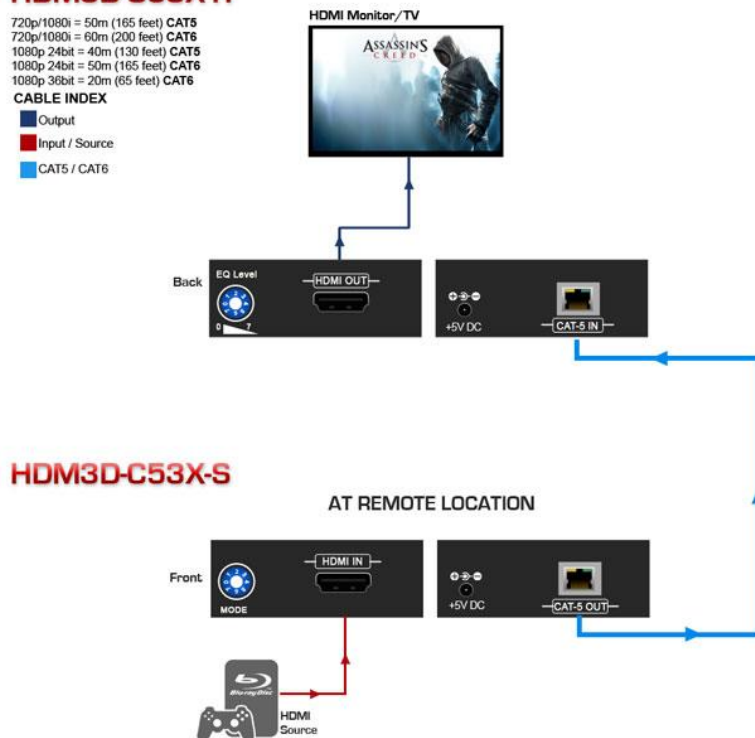 720p/1080i = 50m (165 feet) CAT5
720p/1080i = 60m (200 feet) CAT6
1080p 24bit = 40m (130 feet) CAT5
1080p 24bit = 50m (165 feet) CAT6
1080p 36bit = 20m (65 feet) CAT6
CABLE INDEX
Output
Input / Source
CAT5 / CAT6
HDMI Monitor/TV
ASSASSIN'S
CREED
Back
EQ Level
0 7
HDMI OUT
+5V DC
CAT-5 IN
HDM3D-C53X-S
AT REMOTE LOCATION
Front
MODE
HDMI IN
+5V DC
CAT-5 OUT
Blu-ray Disc
HDMI
Source